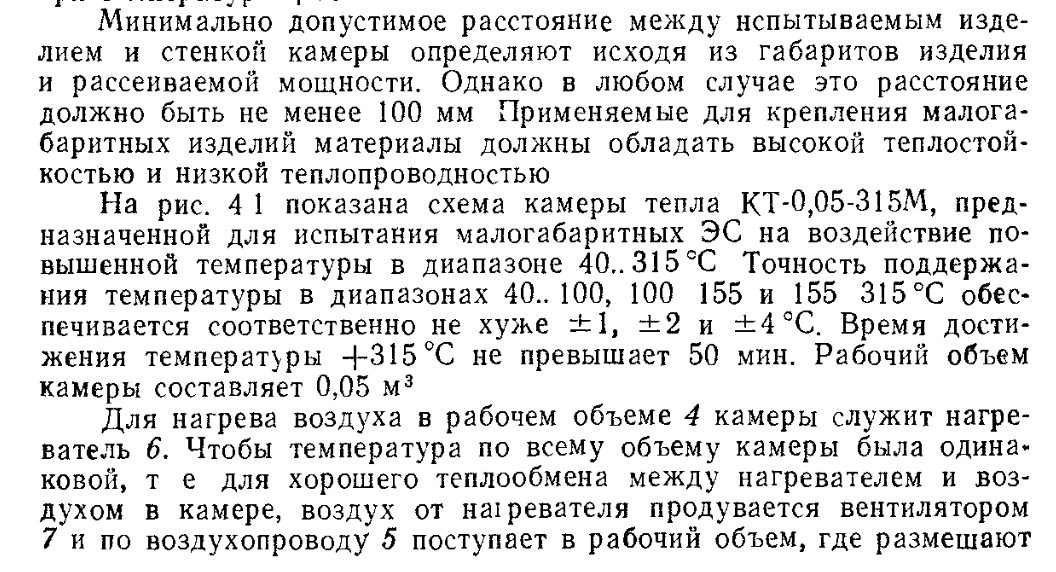 Минимально допустимое расстояние между испытываемым изде-
лием и стенкой камеры определяют исходя из габаритов изделия
и рассеиваемой мощности. Однако в любом случае это расстояние
должно быть не менее 100 мм Применяемые для крепления малога-
баритных изделий материалы должны обладать высокой теплостой-
костью и низкой теплопроводностью
На рис. 4 1 показана схема камеры тепла КТ-0,05-315М, пред-
назначенной для испытания малогабаритных ЭС на воздействие по-
вышенной температуры в диапазоне 40.. 315 °С Точность поддержа-
ния температуры в диапазонах 40.. 100, 100 155 и 155 315 °С обес-
печивается соответственно не хуже ±1, ±2 и ±4 °С. Время дости-
жения температуры +315 °С не превышает 50 мин. Рабочий объем
камеры составляет 0,05 м³
Для нагрева воздуха в рабочем объеме 4 камеры служит нагре-
ватель 6. Чтобы температура по всему объему камеры была одина-
ковой, т е для хорошего теплообмена между нагревателем и воз-
духом в камере, воздух от нагревателя продувается вентилятором
7 и по воздухопроводу 5 поступает в рабочий объем, где размещают